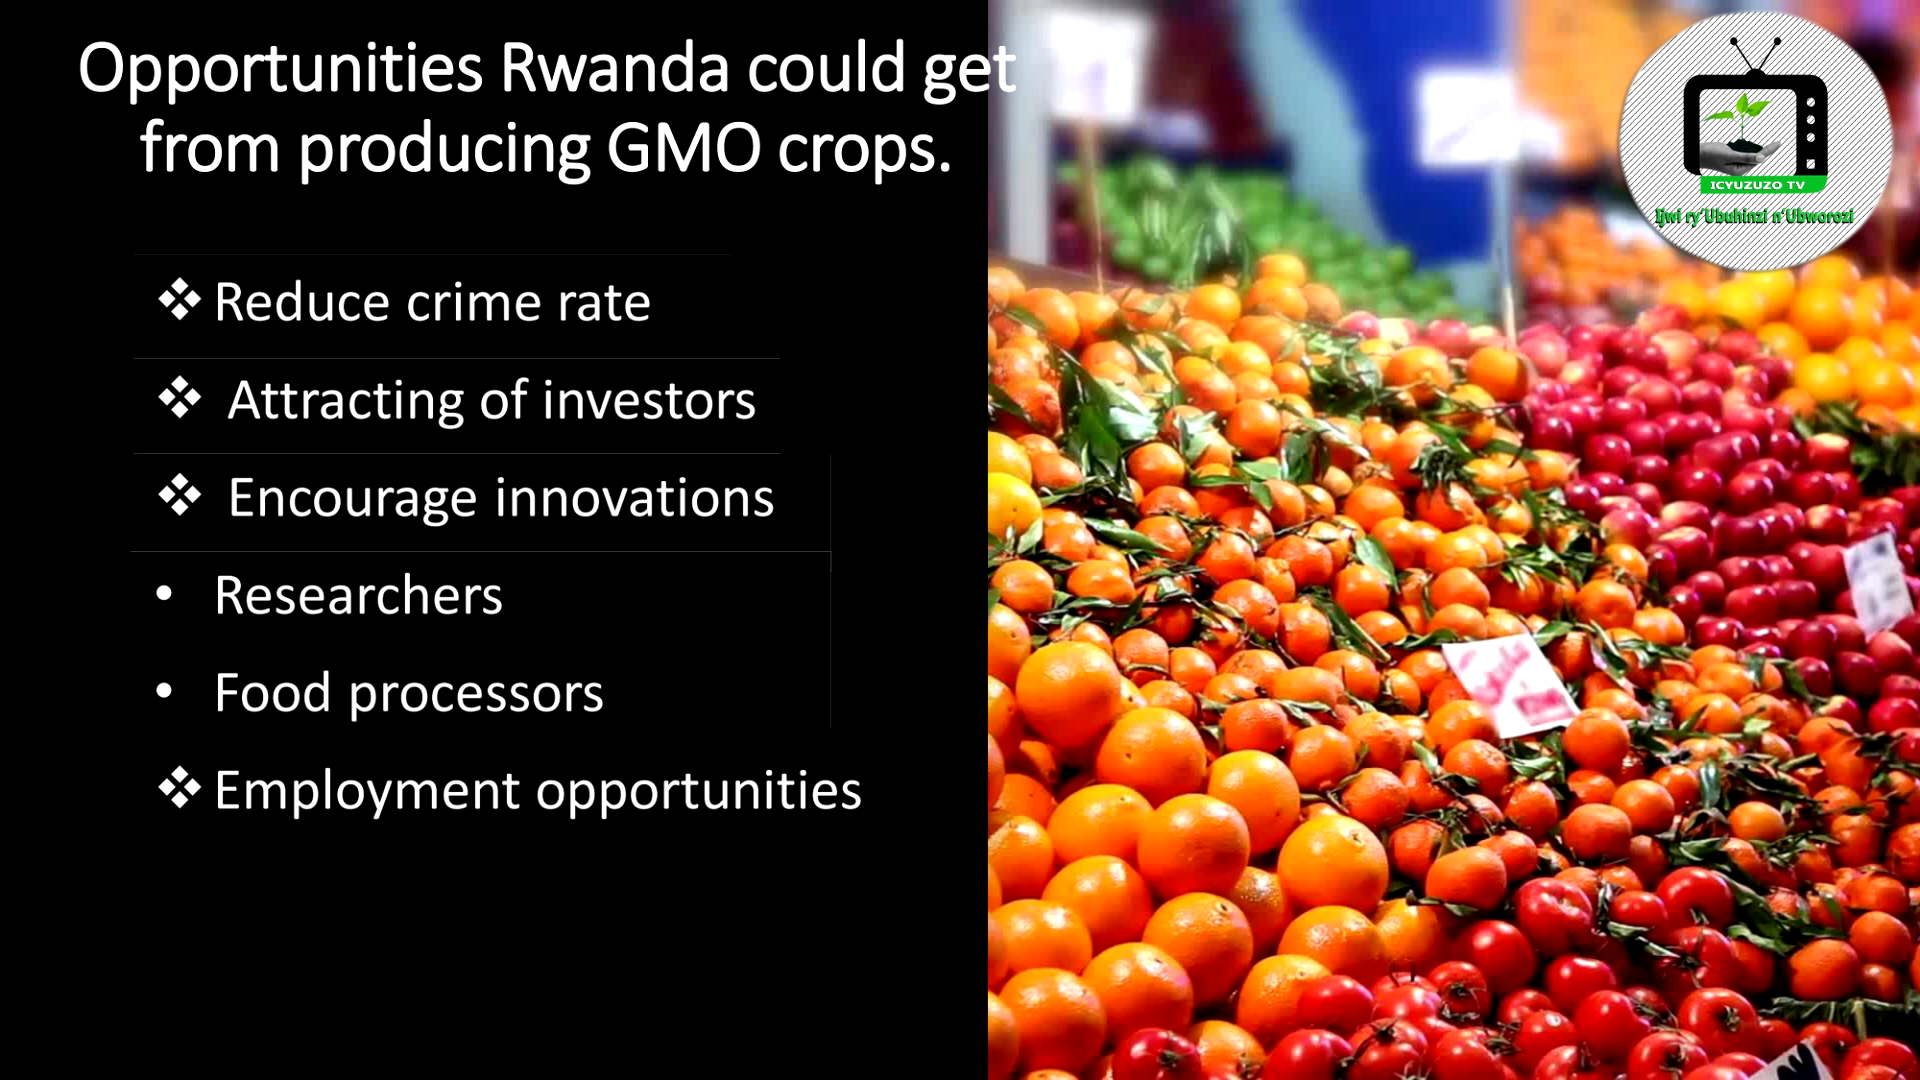 Opportunities Rwanda could get
from producing GMO crops.
❖ Reduce crime rate
❖ Attracting of investors
❖ Encourage innovations
• Researchers
• Food processors
❖ Employment opportunities
ICYUZUZO TV
Ijwi ry'Ubuhinzi n'Ubworozi